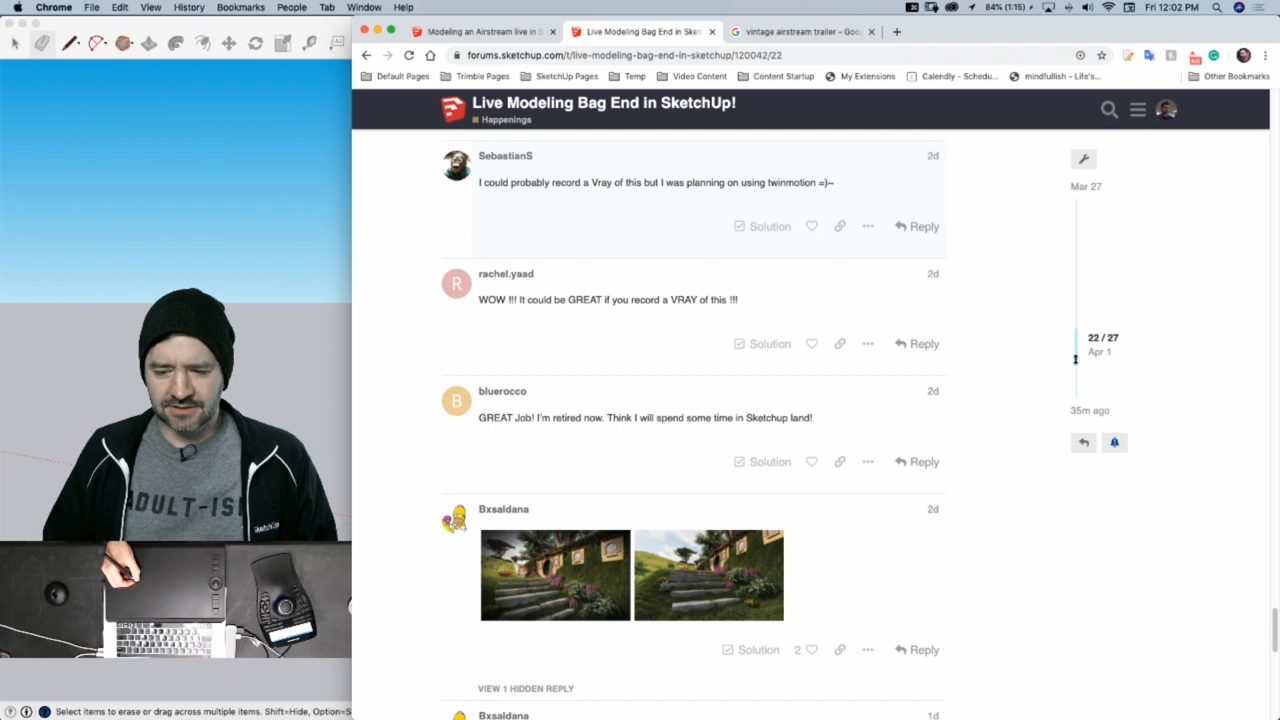 Chrome File Edit View History Bookmarks People Tab Window Help
84% (1:15) Fri 12:02 PM
Modeling an Airstream live in S
Live Modeling Bag End in Sket
vintage airstream trailer - Goo
forums.sketchup.com/t/live-modeling-bag-end-in-sketchup/120042/22
Default Pages Trimble Pages SketchUp Pages Temp Video Content Content Startup My Extensions Calendly - Schedu... mindfullish – Life's... Other Bookmarks
Live Modeling Bag End in SketchUp!
Happenings
SebastianS 2d
I could probably record a Vray of this but I was planning on using twinmotion =)~
Solution ••• Reply
Mar 27
rachel.yaad 2d
WOW !!! It could be GREAT if you record a VRAY of this !!!
Solution ••• Reply
22 / 27
Apr 1
bluerocco 2d
GREAT Job! I'm retired now. Think I will spend some time in Sketchup land!
Solution ••• Reply
35m ago
Bxsaldana 2d
Solution 2 ••• Reply
VIEW 1 HIDDEN REPLY
Bxsaldana 1d
ADULT-IS
SketchUp
Select items to erase or drag across multiple items. Shift=Hide, Option=S